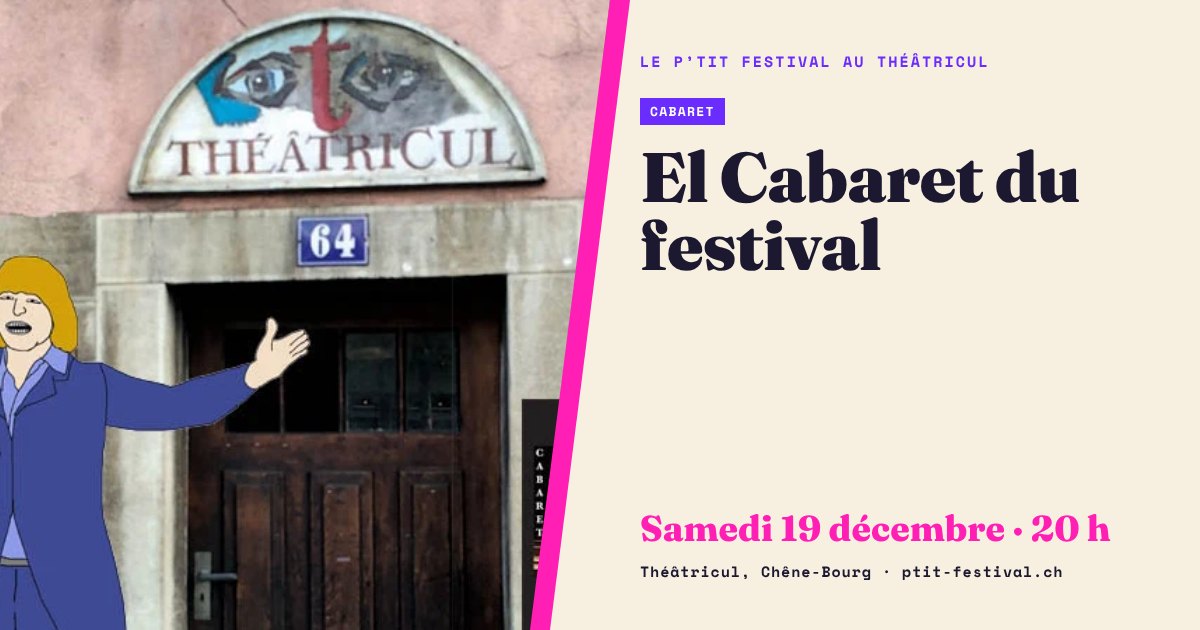 THÉÂTRICUL
64
CABARET
LE P’TIT FESTIVAL AU THÉÂTRICUL
CABARET
El Cabaret du
festival
Samedi 19 décembre · 20 h
Théâtricul, Chêne-Bourg · ptit-festival.ch